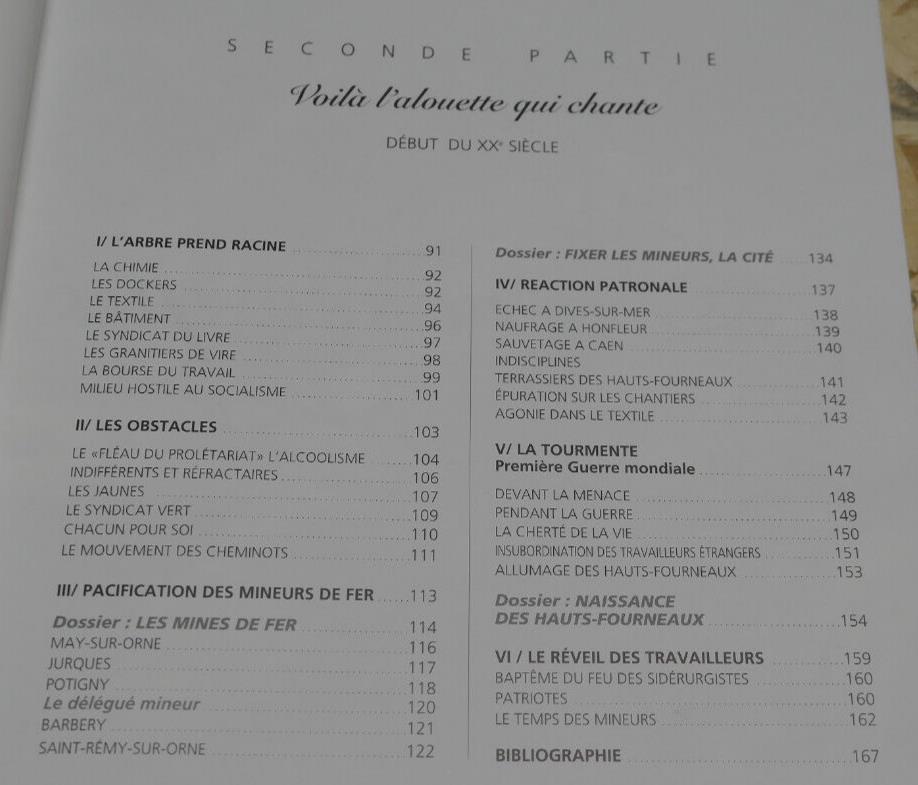 SECONDE PARTIE
Voilà l'alouette qui chante
DÉBUT DU XXe SIÈCLE
I/ L'ARBRE PREND RACINE 91
LA CHIMIE 92
LES DOCKERS 92
LE TEXTILE 94
LE BÂTIMENT 96
LE SYNDICAT DU LIVRE 97
LES GRANITIERS DE VIRE 98
LA BOURSE DU TRAVAIL 99
MILIEU HOSTILE AU SOCIALISME 101
II/ LES OBSTACLES 103
LE «FLÉAU DU PROLÉTARIAT» L'ALCOOLISME 104
INDIFFÉRENTS ET RÉFRACTAIRES 106
LES JAUNES 107
LE SYNDICAT VERT 109
CHACUN POUR SOI 110
LE MOUVEMENT DES CHEMINOTS 111
III/ PACIFICATION DES MINEURS DE FER 113
Dossier : LES MINES DE FER 114
MAY-SUR-ORNE 116
JURQUES 117
POTIGNY 118
Le délégué mineur 120
BARBERY 121
SAINT-RÉMY-SUR-ORNE 122
Dossier : FIXER LES MINEURS, LA CITÉ 134
IV/ REACTION PATRONALE 137
ECHEC A DIVES-SUR-MER 138
NAUFRAGE A HONFLEUR 139
SAUVETAGE A CAEN 140
INDISCIPLINES
TERRASSIERS DES HAUTS-FOURNEAUX 141
ÉPURATION SUR LES CHANTIERS 142
AGONIE DANS LE TEXTILE 143
V/ LA TOURMENTE
Première Guerre mondiale 147
DEVANT LA MENACE 148
PENDANT LA GUERRE 149
LA CHERTÉ DE LA VIE 150
INSUBORDINATION DES TRAVAILLEURS ÉTRANGERS 151
ALLUMAGE DES HAUTS-FOURNEAUX 153
Dossier : NAISSANCE
DES HAUTS-FOURNEAUX 154
VI / LE RÉVEIL DES TRAVAILLEURS 159
BAPTÊME DU FEU DES SIDÉRURGISTES 160
PATRIOTES 160
LE TEMPS DES MINEURS 162
BIBLIOGRAPHIE 167